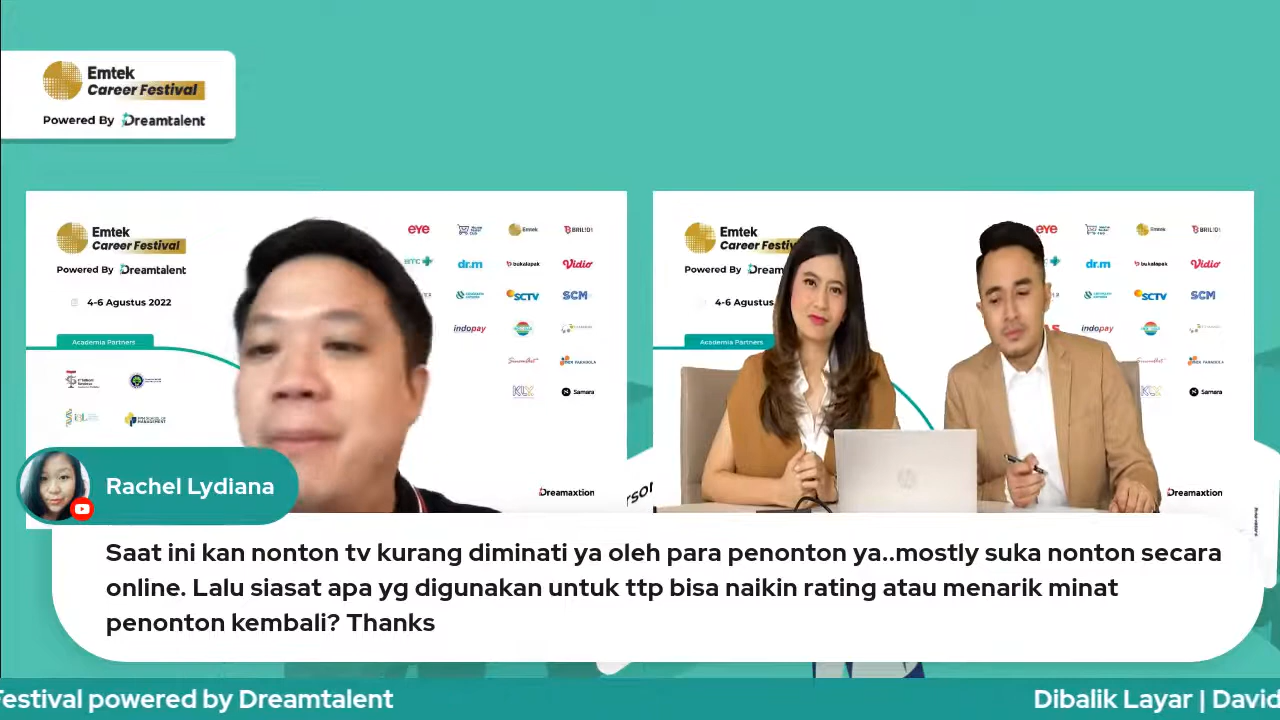 Emtek
Career Festival
Powered By Dreamtalent
Emtek
Career Festival
Powered By Dreamtalent
4-6 Agustus 2022
Academia Partners
eye
Emtek
dr.m
bukalapak
Vidio
SCTV
SCM
indopay
KLY
Samara
Dreamaxtion
Emtek
Career Festiv
Powered By Dream
4-6 Agustus
Academia Partners
eye
Emtek
dr.m
bukalapak
Vidio
SCTV
SCM
indopay
KLY
Samara
Dreamaxtion
Rachel Lydiana
Saat ini kan nonton tv kurang diminati ya oleh para penonton ya..mostly suka nonton secara
online. Lalu siasat apa yg digunakan untuk ttp bisa naikin rating atau menarik minat
penonton kembali? Thanks
Festival powered by Dreamtalent
Dibalik Layar | David